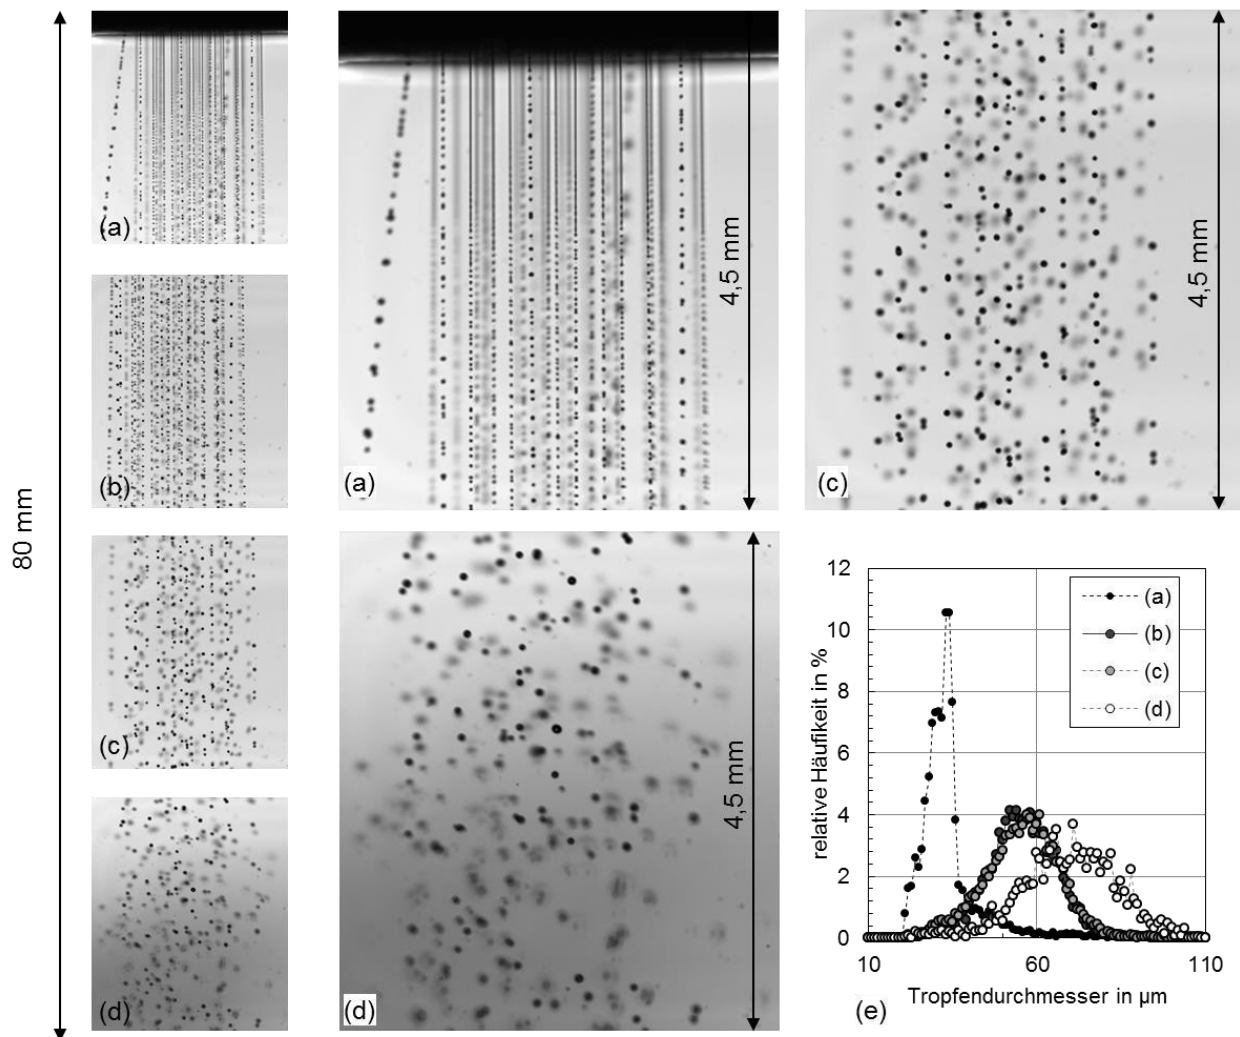 80 mm
(a)
(b)
(c)
(d)
(a)
4,5 mm
(c)
4,5 mm
(d)
4,5 mm
12
10
8
6
4
2
0
relative Häufikeit in %
(a)
(b)
(c)
(d)
10
60
110
(e)
Tropfendurchmesser in µm